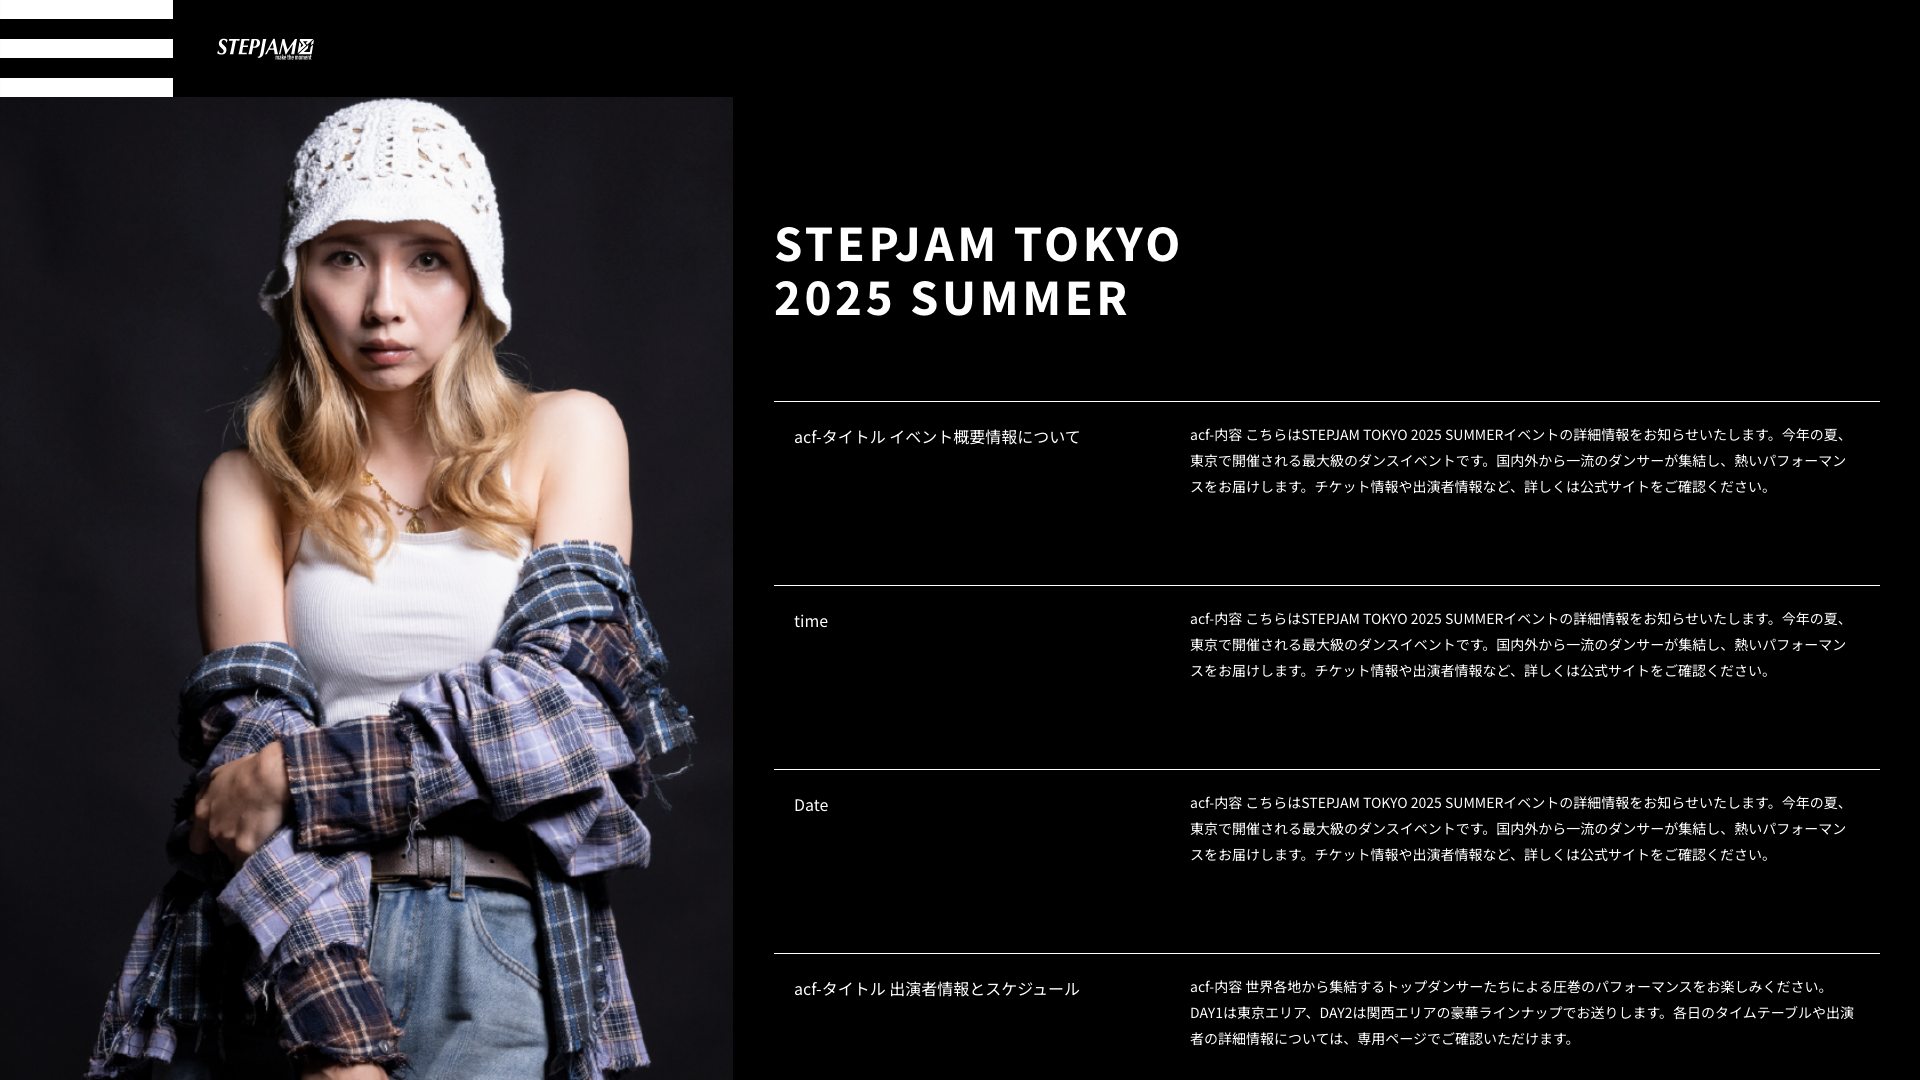 STEPJAM
make the moment
STEPJAM TOKYO
2025 SUMMER
acf-タイトル イベント概要情報について
acf-内容 こちらはSTEPJAM TOKYO 2025 SUMMERイベントの詳細情報をお知らせいたします。今年の夏、
東京で開催される最大級のダンスイベントです。国内外から一流のダンサーが集結し、熱いパフォーマン
スをお届けします。チケット情報や出演者情報など、詳しくは公式サイトをご確認ください。
time
acf-内容 こちらはSTEPJAM TOKYO 2025 SUMMERイベントの詳細情報をお知らせいたします。今年の夏、
東京で開催される最大級のダンスイベントです。国内外から一流のダンサーが集結し、熱いパフォーマン
スをお届けします。チケット情報や出演者情報など、詳しくは公式サイトをご確認ください。
Date
acf-内容 こちらはSTEPJAM TOKYO 2025 SUMMERイベントの詳細情報をお知らせいたします。今年の夏、
東京で開催される最大級のダンスイベントです。国内外から一流のダンサーが集結し、熱いパフォーマン
スをお届けします。チケット情報や出演者情報など、詳しくは公式サイトをご確認ください。
acf-タイトル 出演者情報とスケジュール
acf-内容 世界各地から集結するトップダンサーたちによる圧巻のパフォーマンスをお楽しみください。
DAY1は東京エリア、DAY2は関西エリアの豪華ラインナップでお送りします。各日のタイムテーブルや出演
者の詳細情報については、専用ページでご確認いただけます。